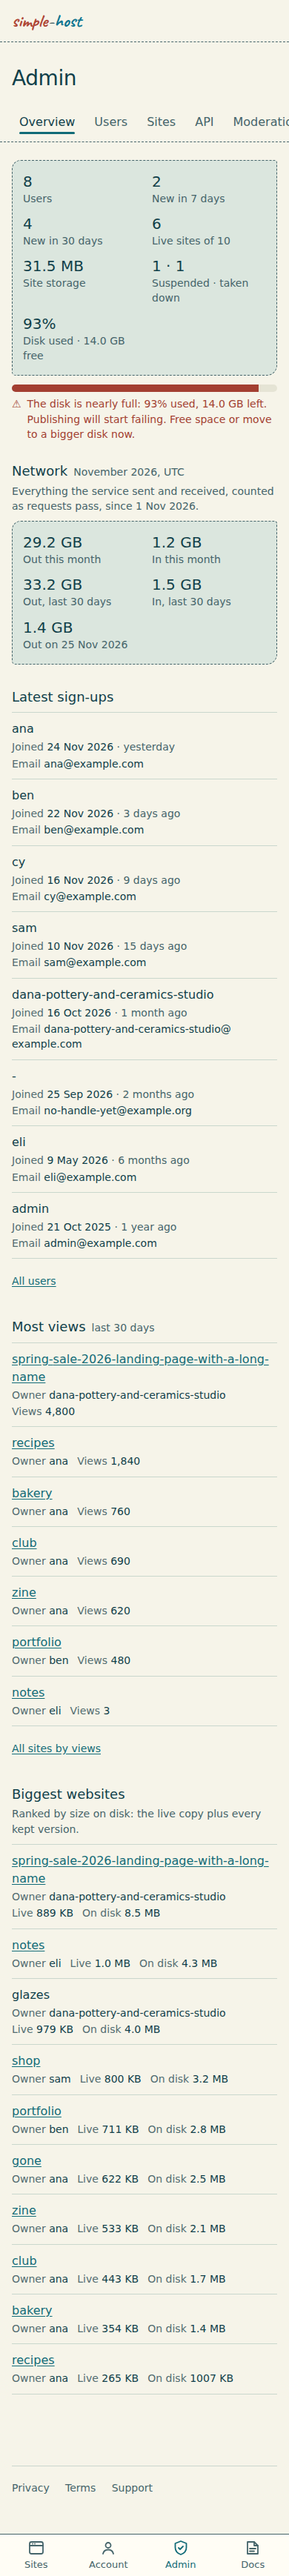 simple-host
Admin
Overview Users Sites API Moderatio
8 2
Users New in 7 days
4 6
New in 30 days Live sites of 10
31.5 MB 1 · 1
Site storage Suspended · taken
down
93%
Disk used · 14.0 GB
free
⚠ The disk is nearly full: 93% used, 14.0 GB left.
Publishing will start failing. Free space or move
to a bigger disk now.
Network November 2026, UTC
Everything the service sent and received, counted
as requests pass, since 1 Nov 2026.
29.2 GB 1.2 GB
Out this month In this month
33.2 GB 1.5 GB
Out, last 30 days In, last 30 days
1.4 GB
Out on 25 Nov 2026
Latest sign-ups
ana
Joined 24 Nov 2026 · yesterday
Email ana@example.com
ben
Joined 22 Nov 2026 · 3 days ago
Email ben@example.com
cy
Joined 16 Nov 2026 · 9 days ago
Email cy@example.com
sam
Joined 10 Nov 2026 · 15 days ago
Email sam@example.com
dana-pottery-and-ceramics-studio
Joined 16 Oct 2026 · 1 month ago
Email dana-pottery-and-ceramics-studio@
example.com
-
Joined 25 Sep 2026 · 2 months ago
Email no-handle-yet@example.org
eli
Joined 9 May 2026 · 6 months ago
Email eli@example.com
admin
Joined 21 Oct 2025 · 1 year ago
Email admin@example.com
All users
Most views last 30 days
spring-sale-2026-landing-page-with-a-long-
name
Owner dana-pottery-and-ceramics-studio
Views 4,800
recipes
Owner ana Views 1,840
bakery
Owner ana Views 760
club
Owner ana Views 690
zine
Owner ana Views 620
portfolio
Owner ben Views 480
notes
Owner eli Views 3
All sites by views
Biggest websites
Ranked by size on disk: the live copy plus every
kept version.
spring-sale-2026-landing-page-with-a-long-
name
Owner dana-pottery-and-ceramics-studio
Live 889 KB On disk 8.5 MB
notes
Owner eli Live 1.0 MB On disk 4.3 MB
glazes
Owner dana-pottery-and-ceramics-studio
Live 979 KB On disk 4.0 MB
shop
Owner sam Live 800 KB On disk 3.2 MB
portfolio
Owner ben Live 711 KB On disk 2.8 MB
gone
Owner ana Live 622 KB On disk 2.5 MB
zine
Owner ana Live 533 KB On disk 2.1 MB
club
Owner ana Live 443 KB On disk 1.7 MB
bakery
Owner ana Live 354 KB On disk 1.4 MB
recipes
Owner ana Live 265 KB On disk 1007 KB
Privacy Terms Support
Sites Account Admin Docs